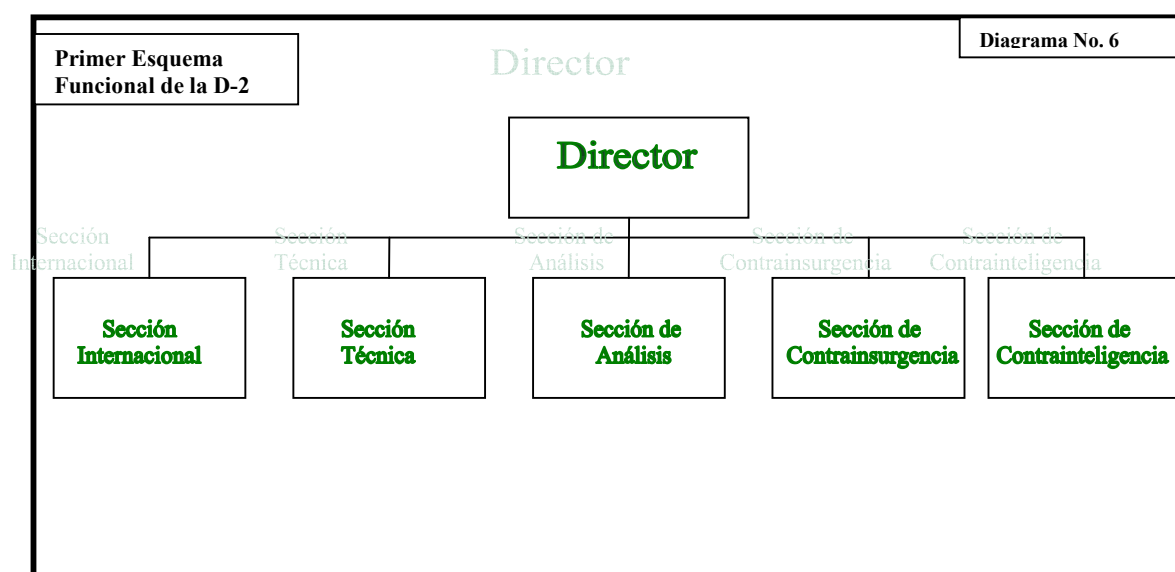 Primer Esquema
Funcional de la D-2
Diagrama No. 6
Director
Director
Sección
Internacional
Sección
Técnica
Sección de
Análisis
Sección de
Contrainsurgencia
Sección de
Contrainteligencia
Sección
Internacional
Sección
Técnica
Sección de
Análisis
Sección de
Contrainsurgencia
Sección de
Contrainteligencia